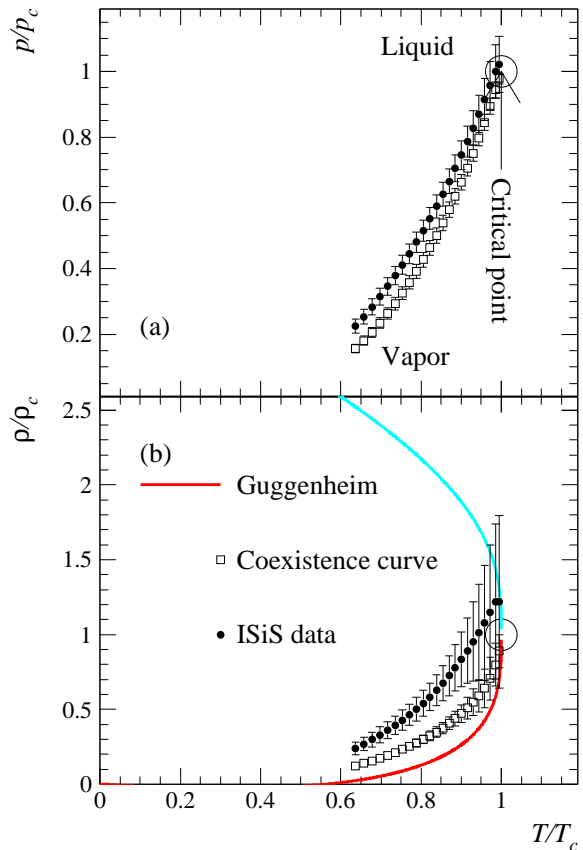 p/p_c
Liquid
1
0.8
0.6
0.4
0.2
Critical point
(a)
Vapor
ρ/ρ_c
2.5
2
1.5
1
0.5
0
(b)
Guggenheim
Coexistence curve
ISiS data
0 0.2 0.4 0.6 0.8 1
T/T_c